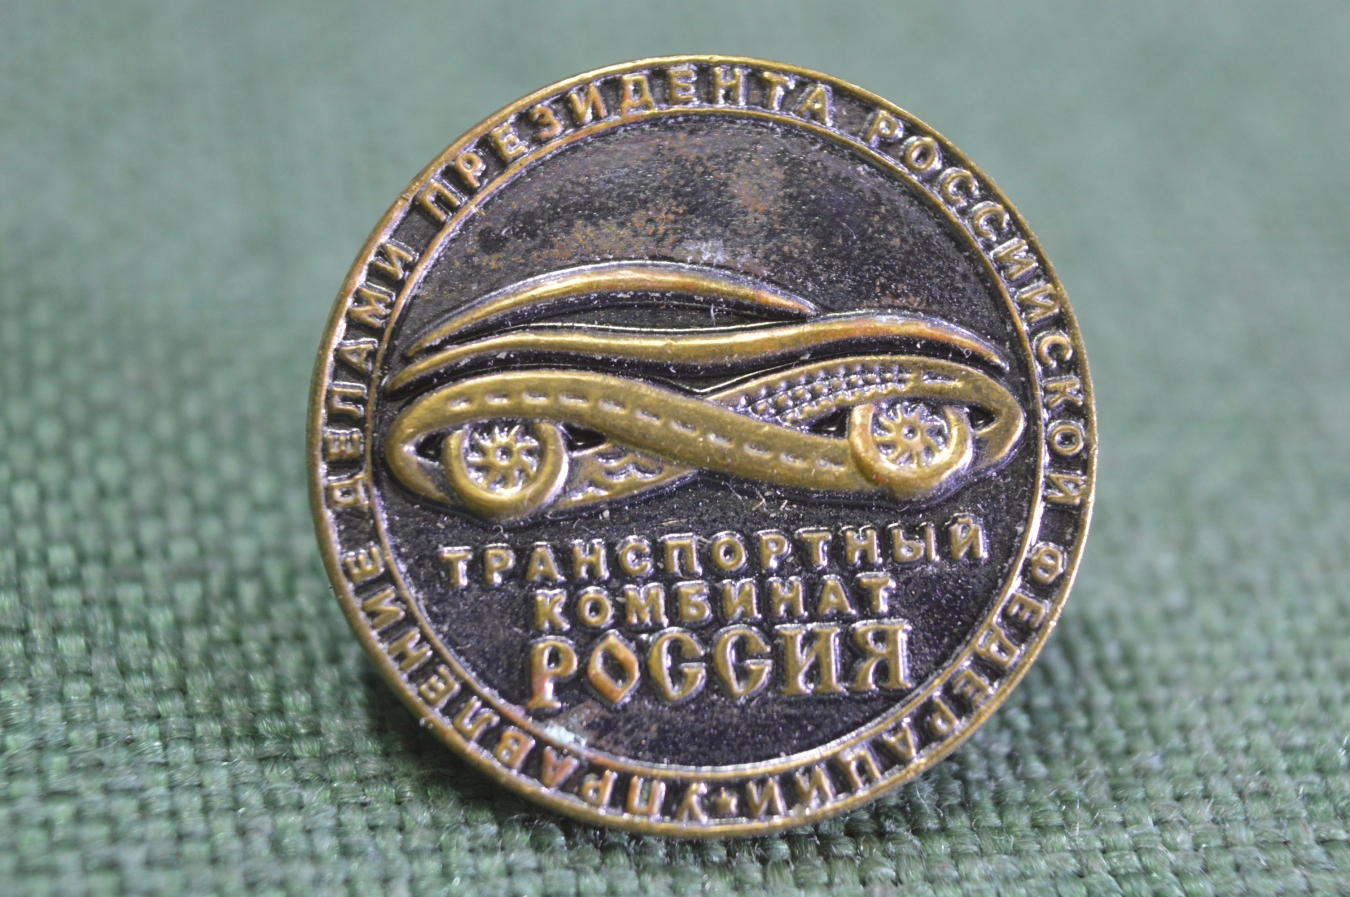 УПРАВЛЕНИЕ ДЕЛАМИ ПРЕЗИДЕНТА РОССИЙСКОЙ ФЕДЕРАЦИИ
ТРАНСПОРТНЫЙ
КОМБИНАТ
РОССИЯ